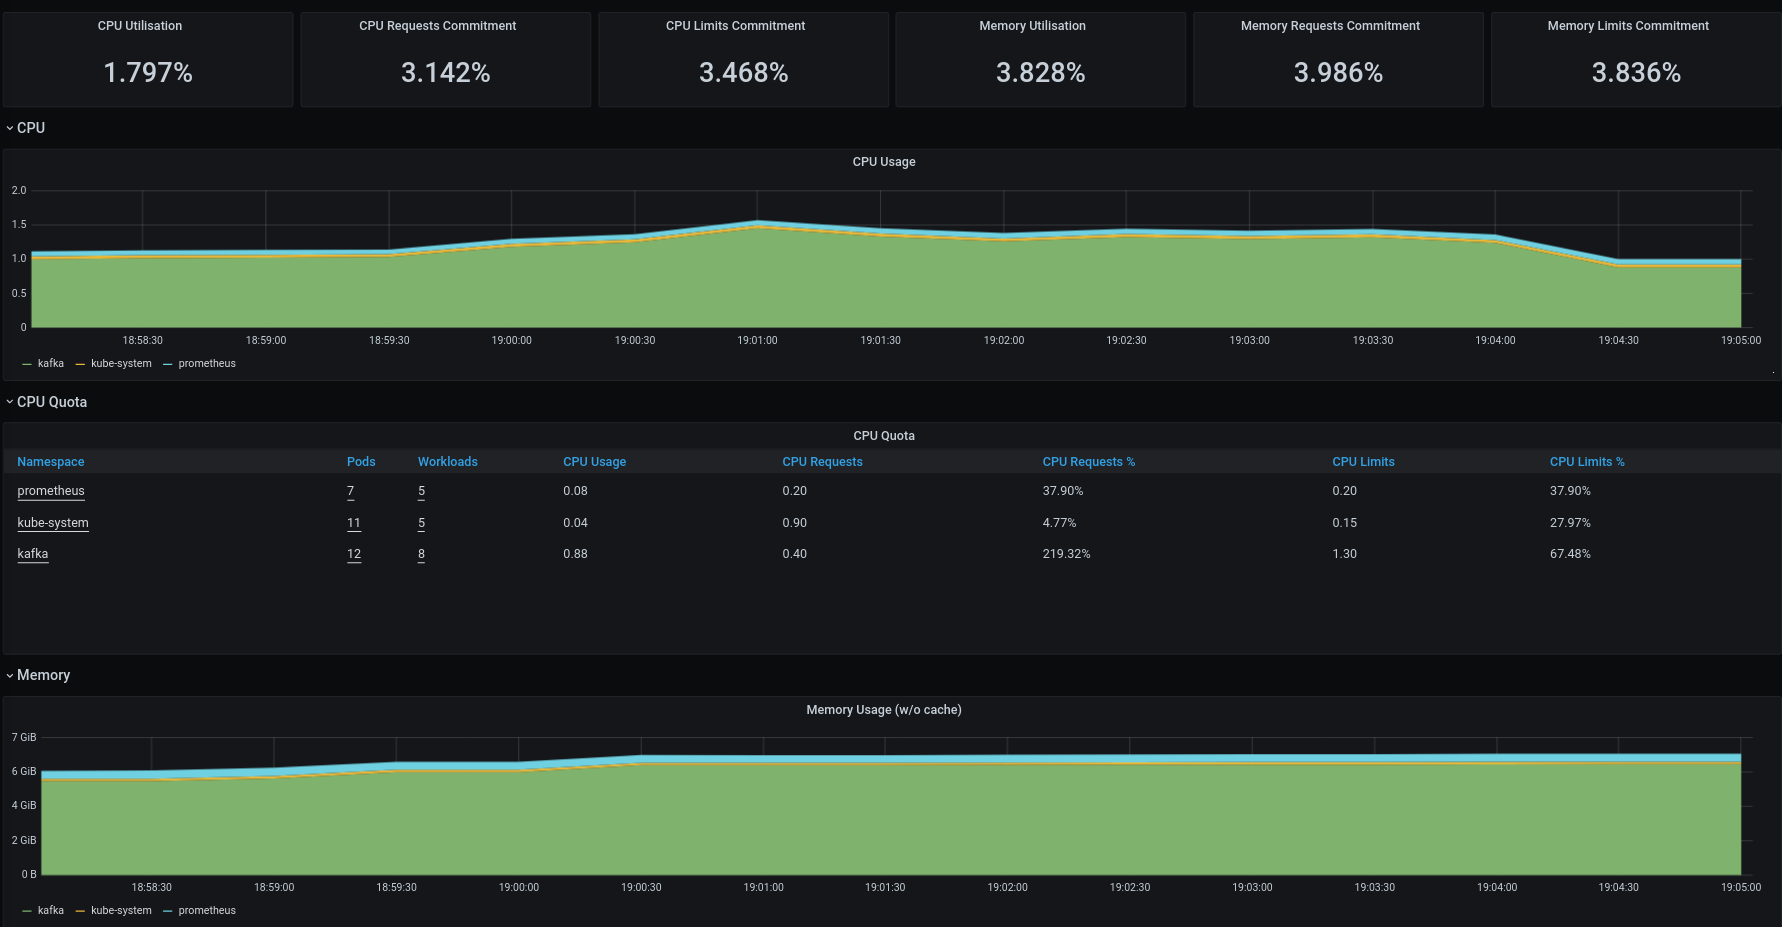 CPU Utilisation CPU Requests Commitment CPU Limits Commitment Memory Utilisation Memory Requests Commitment Memory Limits Commitment
1.797% 3.142% 3.468% 3.828% 3.986% 3.836%
CPU
CPU Usage
2.0
1.5
1.0
0.5
0
18:58:30 18:59:00 18:59:30 19:00:00 19:00:30 19:01:00 19:01:30 19:02:00 19:02:30 19:03:00 19:03:30 19:04:00 19:04:30 19:05:00
kafka kube-system prometheus
CPU Quota
CPU Quota
Namespace Pods Workloads CPU Usage CPU Requests CPU Requests % CPU Limits CPU Limits %
prometheus 7 5 0.08 0.20 37.90% 0.20 37.90%
kube-system 11 5 0.04 0.90 4.77% 0.15 27.97%
kafka 12 8 0.88 0.40 219.32% 1.30 67.48%
Memory
Memory Usage (w/o cache)
7 GiB
6 GiB
4 GiB
2 GiB
0 B
18:58:30 18:59:00 18:59:30 19:00:00 19:00:30 19:01:00 19:01:30 19:02:00 19:02:30 19:03:00 19:03:30 19:04:00 19:04:30 19:05:00
kafka kube-system prometheus